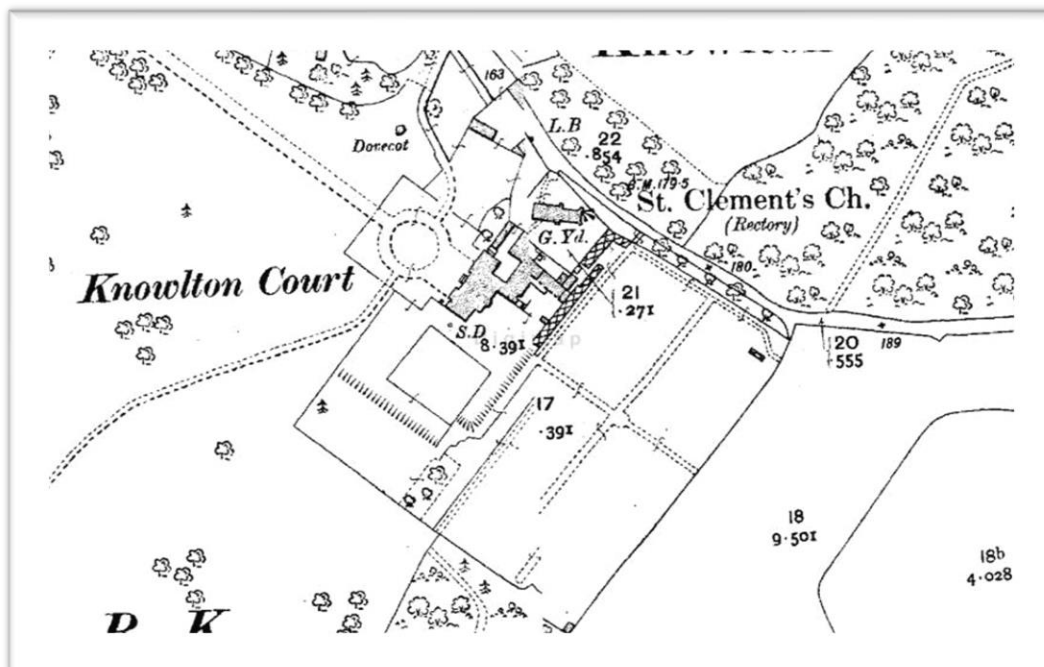 163
L.B
Dovecot
22
.854
B.M.179.5
St. Clement's Ch.
(Rectory)
G. Yd.
180
Knowlton Court
21
.271
S.D
8.391
20
.555
189
17
.391
18
9.501
18b
4.028